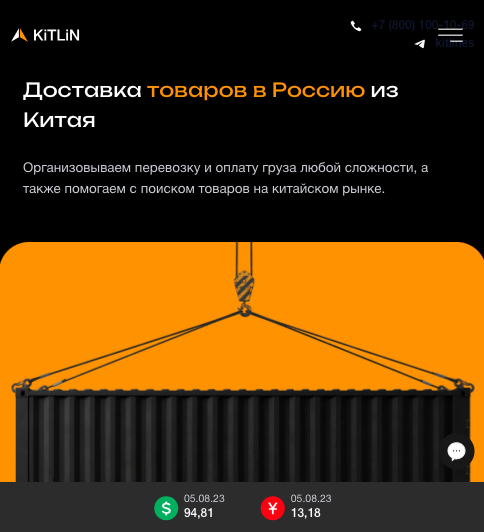 KiTLiN
+7 (800) 100-10-69
kitlines
Доставка товаров в Россию из
Китая
Организовываем перевозку и оплату груза любой сложности, а
также помогаем с поиском товаров на китайском рынке.
$ 05.08.23 ¥ 05.08.23
94,81 13,18